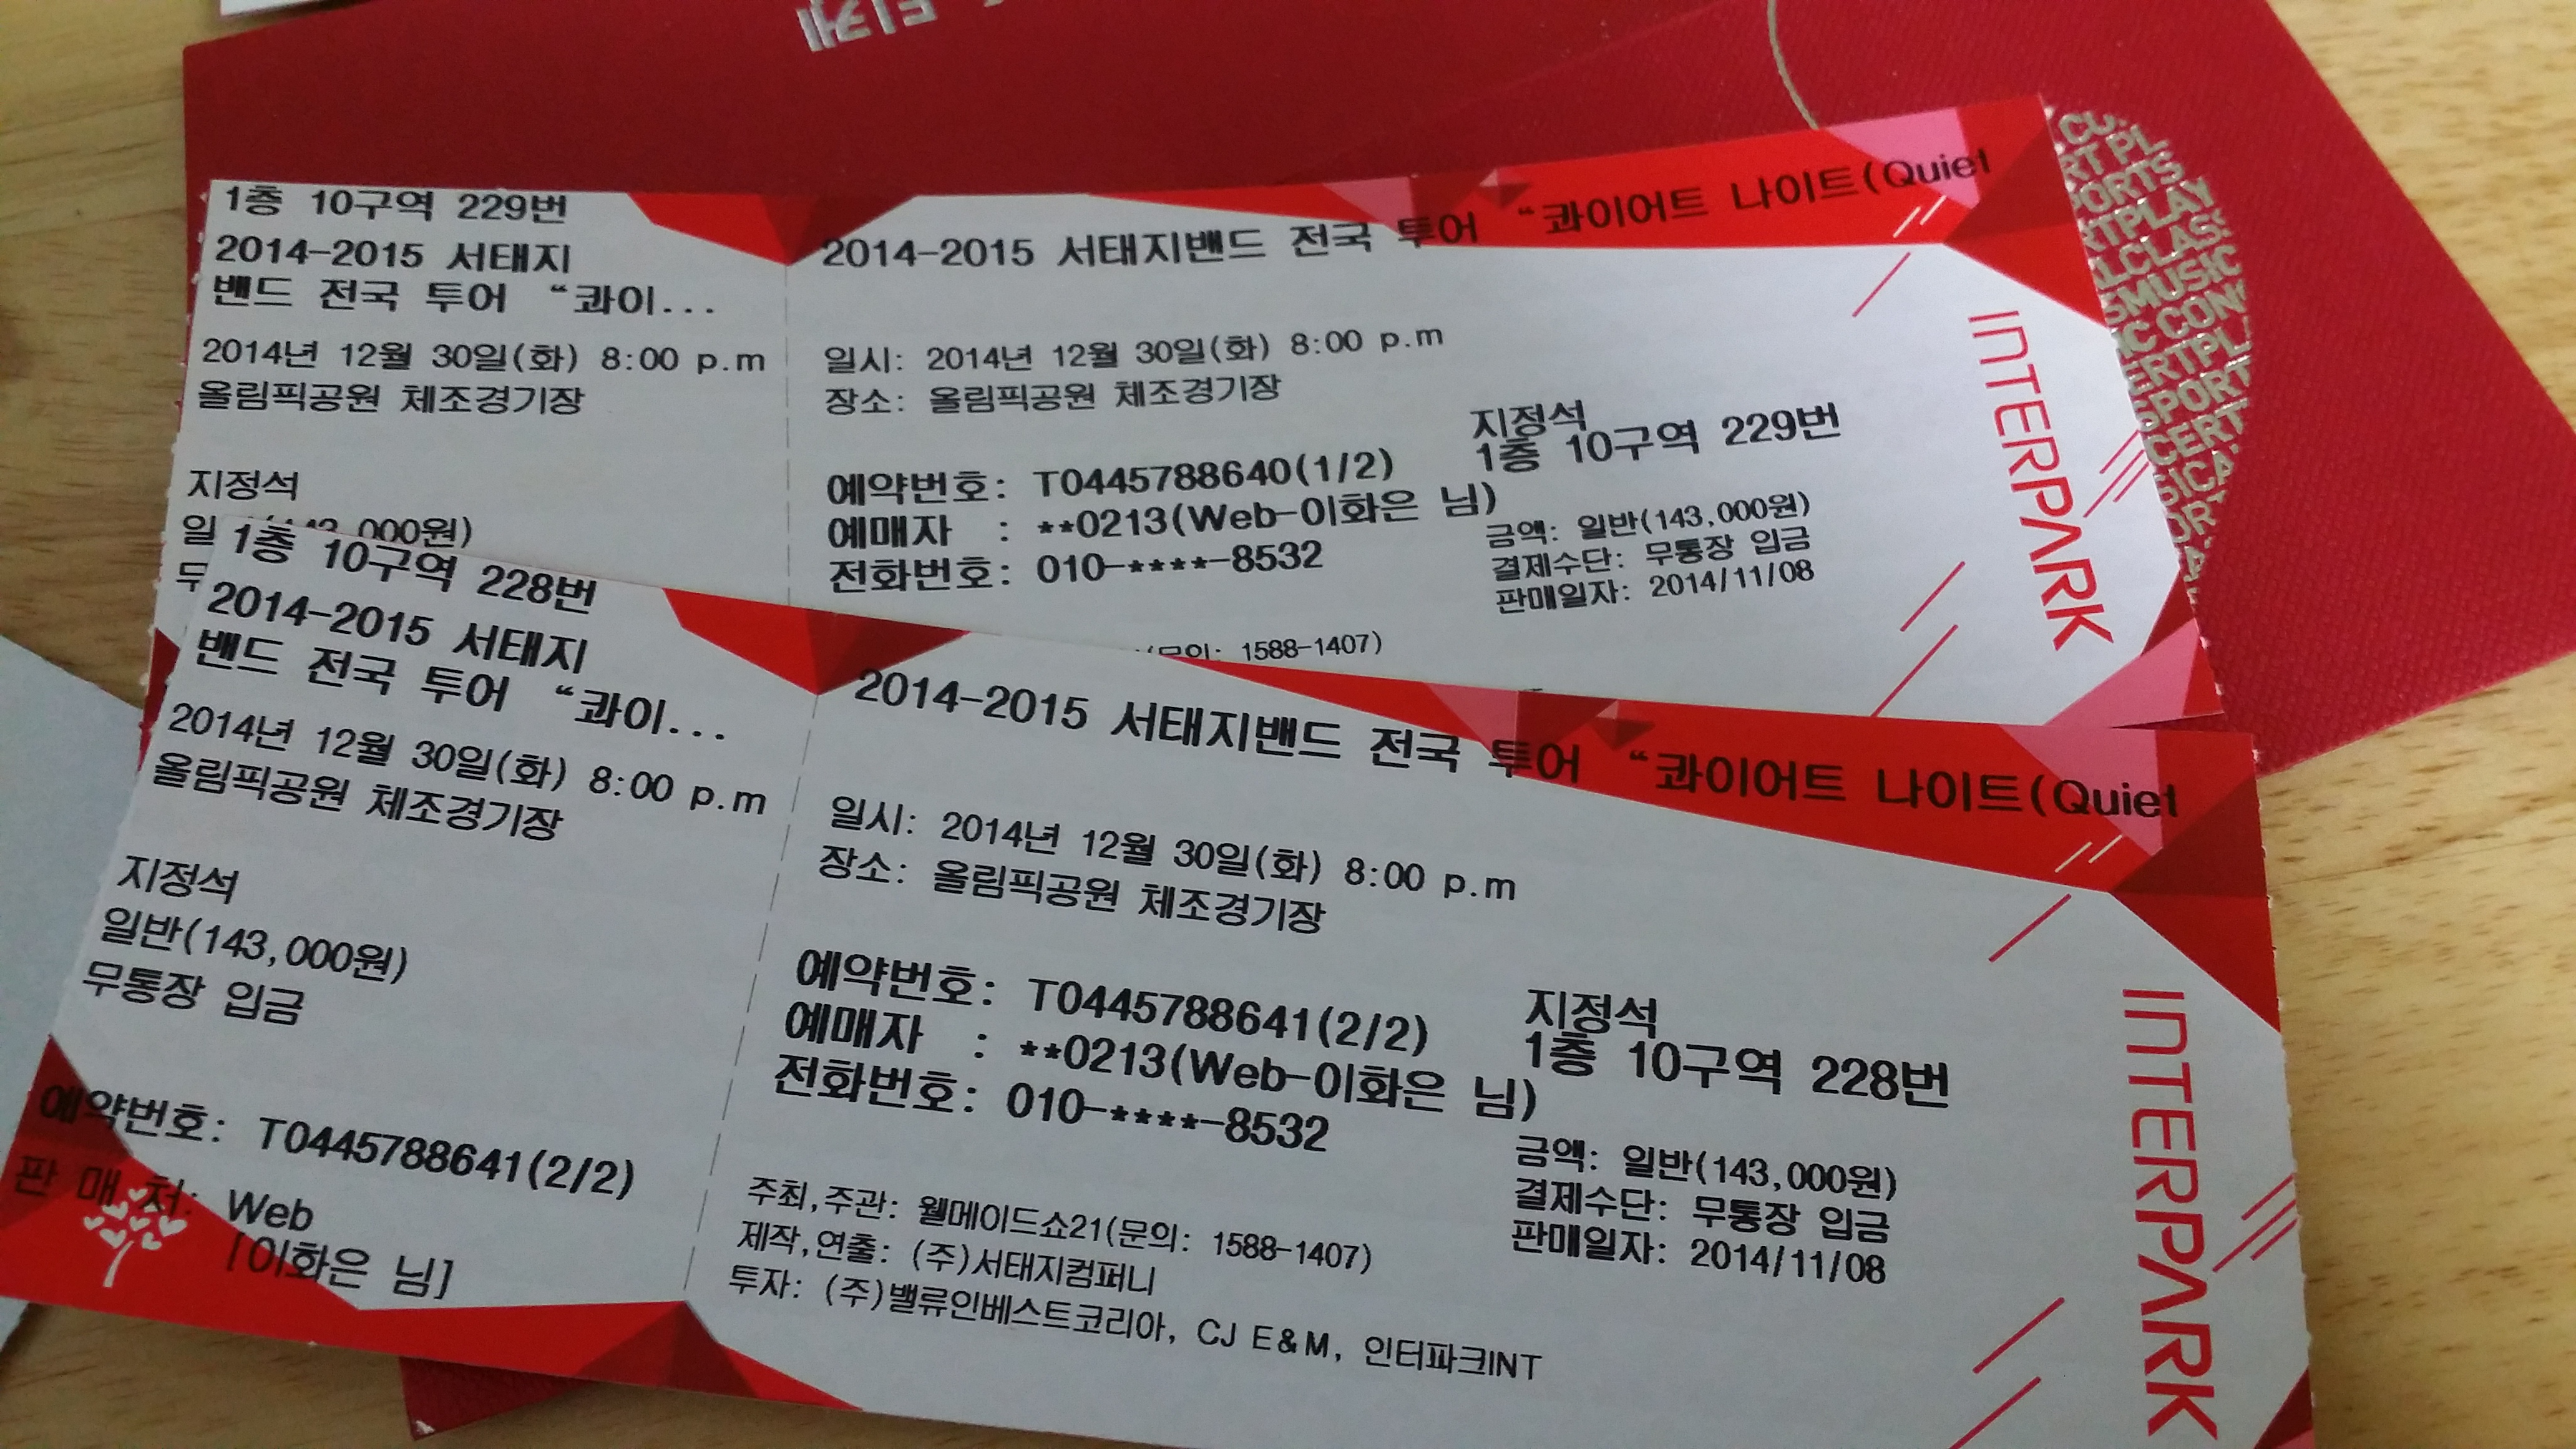 티켓
1층 10구역 229번
2014-2015 서태지
밴드 전국 투어 “콰이...
2014년 12월 30일(화) 8:00 p.m
올림픽공원 체조경기장
지정석
2014-2015 서태지밴드 전국 투어 “콰이어트 나이트(Quiet
일시: 2014년 12월 30일(화) 8:00 p.m
장소: 올림픽공원 체조경기장
예약번호: T0445788640(1/2)
예매자 : **0213(Web-이화은 님)
전화번호: 010-****-8532
지정석
1층 10구역 229번
금액: 일반(143,000원)
결제수단: 무통장 입금
판매일자: 2014/11/08
(문의: 1588-1407)
INTERPARK
1층 10구역 228번
2014-2015 서태지
밴드 전국 투어 “콰이...
2014년 12월 30일(화) 8:00 p.m
올림픽공원 체조경기장
지정석
일반(143,000원)
무통장 입금
예약번호: T0445788641(2/2)
판 매 처: Web
[이화은 님]
2014-2015 서태지밴드 전국 투어 “콰이어트 나이트(Quiet
일시: 2014년 12월 30일(화) 8:00 p.m
장소: 올림픽공원 체조경기장
예약번호: T0445788641(2/2)
예매자 : **0213(Web-이화은 님)
전화번호: 010-****-8532
지정석
1층 10구역 228번
금액: 일반(143,000원)
결제수단: 무통장 입금
판매일자: 2014/11/08
주최,주관: 웰메이드쇼21(문의: 1588-1407)
제작,연출: (주)서태지컴퍼니
투자: (주)밸류인베스트코리아, CJ E&M, 인터파크INT
INTERPARK